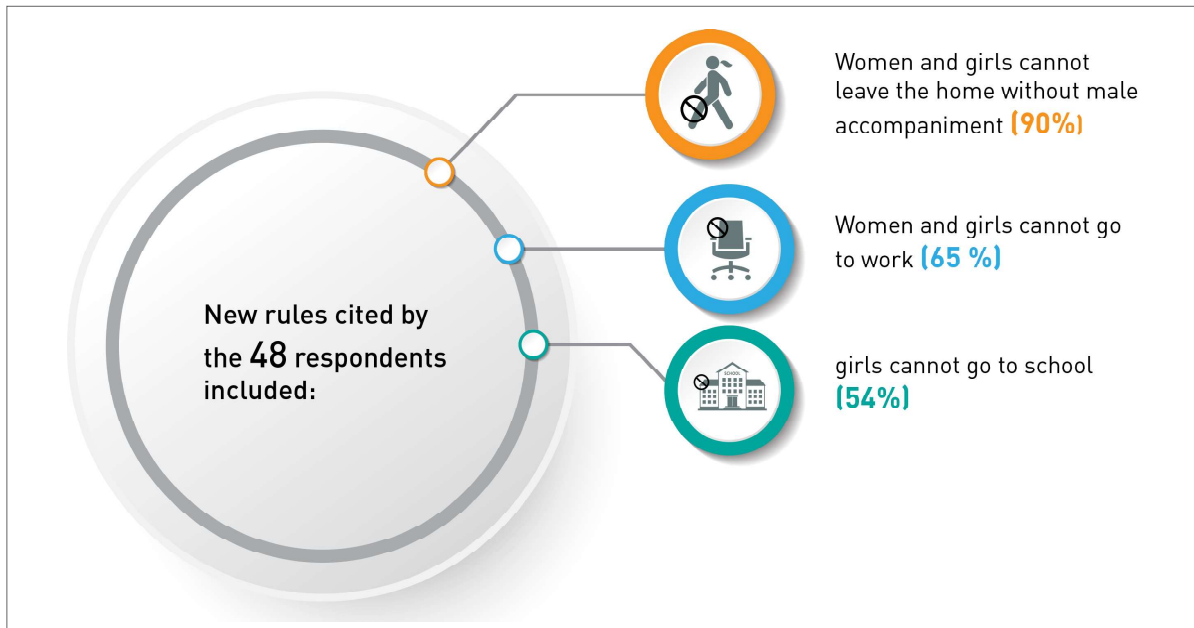 New rules cited by
the 48 respondents
included:
Women and girls cannot
leave the home without male
accompaniment (90%)
Women and girls cannot go
to work (65 %)
SCHOOL
girls cannot go to school
(54%)